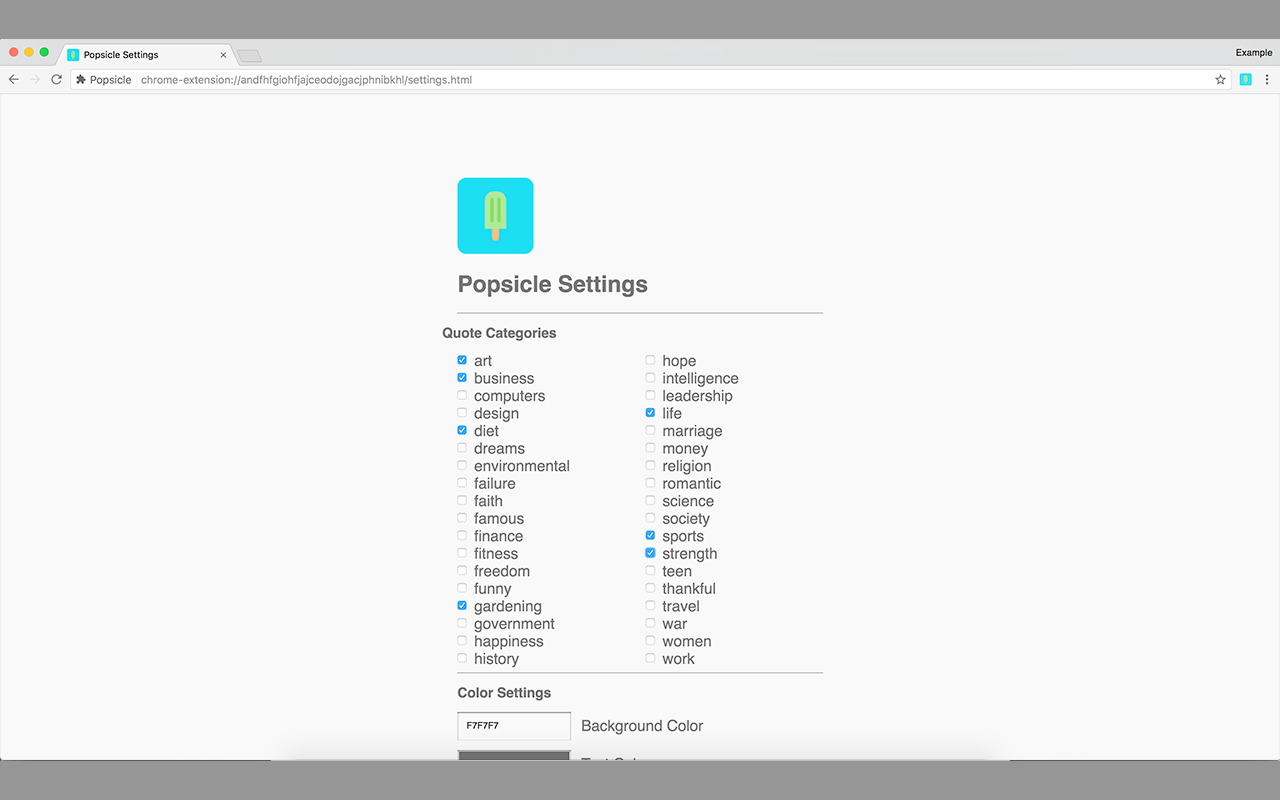 Popsicle Settings
Example
Popsicle chrome-extension://andfhfgiohfjajceodojgacjphnibkhl/settings.html
Popsicle Settings
Quote Categories
art
business
computers
design
diet
dreams
environmental
failure
faith
famous
finance
fitness
freedom
funny
gardening
government
happiness
history
hope
intelligence
leadership
life
marriage
money
religion
romantic
science
society
sports
strength
teen
thankful
travel
war
women
work
Color Settings
F7F7F7 Background Color